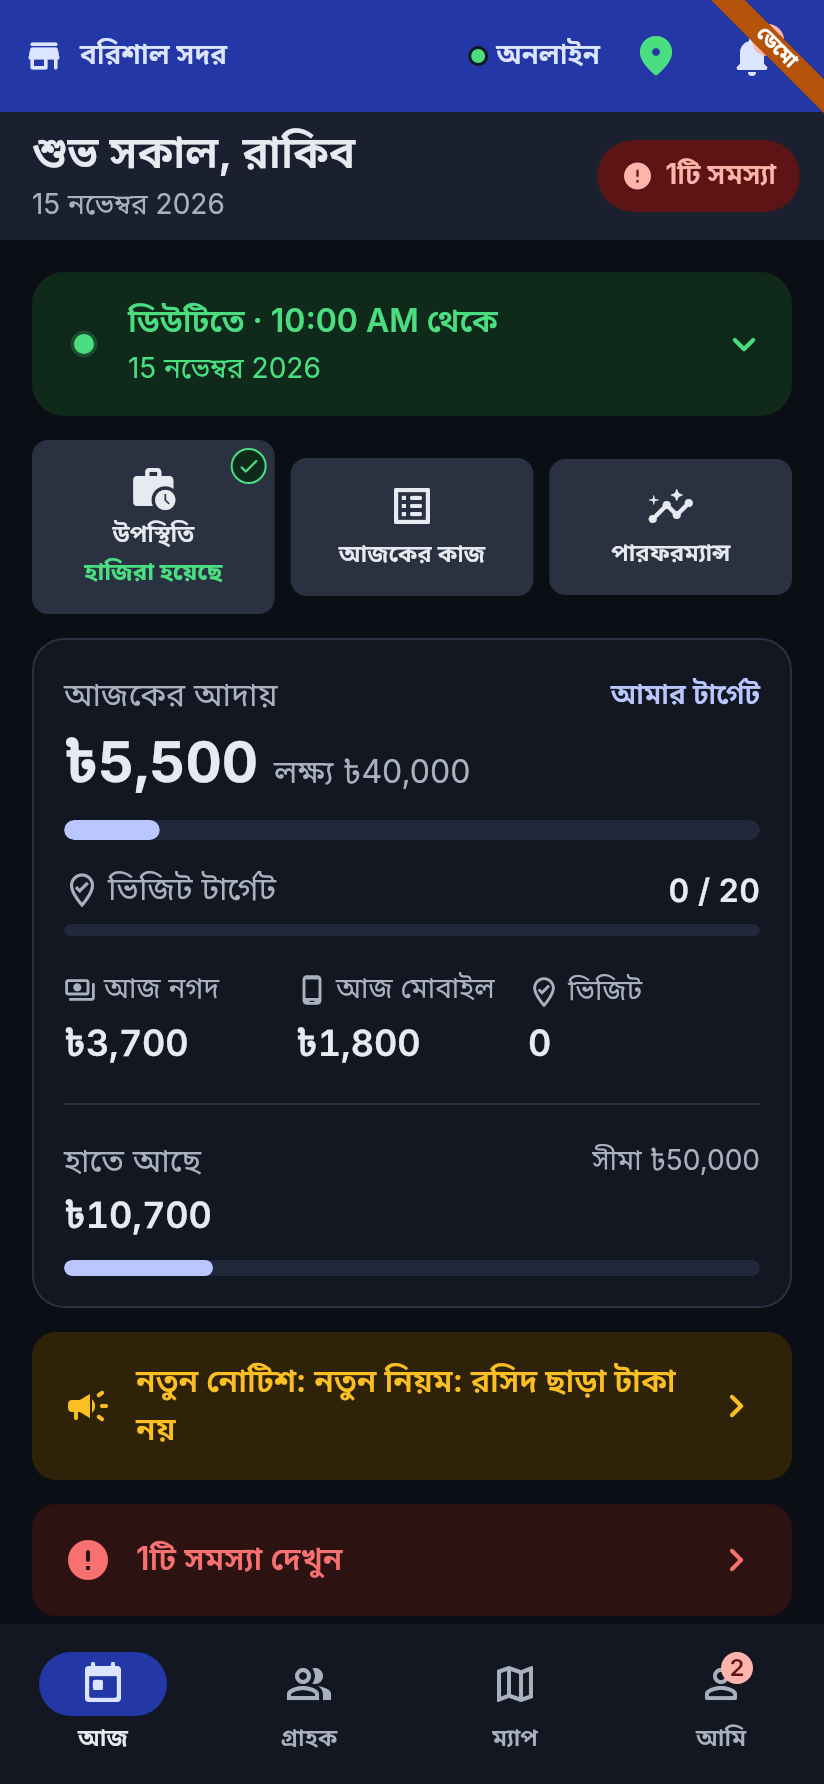 বরিশাল সদর
অনলাইন
ডেমো
শুভ সকাল, রাকিব
15 নভেম্বর 2026
1টি সমস্যা
ডিউটিতে · 10:00 AM থেকে
15 নভেম্বর 2026
উপস্থিতি
হাজিরা হয়েছে
আজকের কাজ
পারফরম্যান্স
আজকের আদায়
আমার টার্গেট
৳5,500 লক্ষ্য ৳40,000
ভিজিট টার্গেট
0 / 20
আজ নগদ
৳3,700
আজ মোবাইল
৳1,800
ভিজিট
0
হাতে আছে
সীমা ৳50,000
৳10,700
নতুন নোটিশ: নতুন নিয়ম: রসিদ ছাড়া টাকা
নয়
1টি সমস্যা দেখুন
আজ
গ্রাহক
ম্যাপ
2
আমি